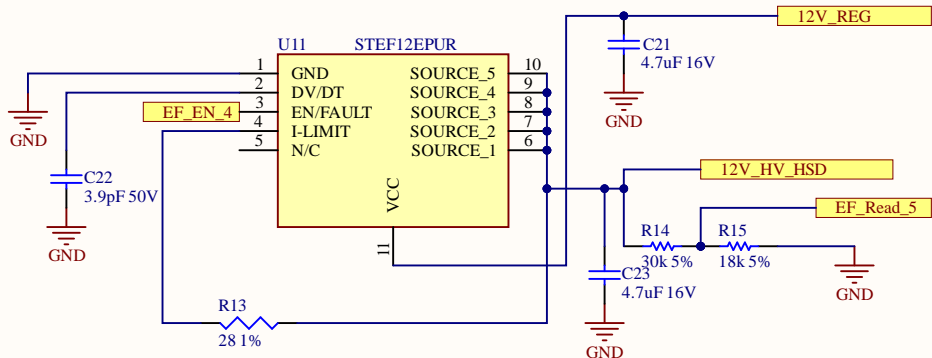 12V_REG
U11
STEF12EPUR
C21
4.7uF 16V
GND
1
GND
SOURCE_5
10
2
DV/DT
SOURCE_4
9
EF_EN_4
3
EN/FAULT
SOURCE_3
8
4
I-LIMIT
SOURCE_2
7
5
N/C
SOURCE_1
6
VCC
11
GND
C22
3.9pF 50V
GND
12V_HV_HSD
EF_Read_5
R14
30k 5%
R15
18k 5%
GND
C23
4.7uF 16V
GND
R13
28 1%